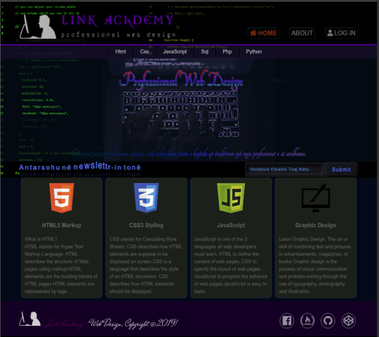 LINK ACADEMY
professional web design
HOME
ABOUT
LOG IN
Html
Css
JavaScript
Sql
Php
Python
Professional Web Design
newsletter-in tonë
Vendosni Emailin Tuaj Këtu.
Submit
HTML5 Markup
What is HTML?
HTML stands for Hyper Text
Markup Language. HTML
describes the structure of Web
pages using markup HTML
elements are the building blocks of
HTML pages HTML elements are
represented by tags.
CSS3 Styling
CSS stands for Cascading Style
Sheets. CSS describes how HTML
elements are suppose to be
displayed on screen CSS is a
language that describes the style
of an HTML document. CSS
describes how HTML elements
should be displayed.
JavaScript
JavaScript is one of the 3
languages all web developers
must learn: HTML to define the
content of web pages. CSS to
specify the layout of web pages
JavaScript to program the behavior
of web pages JavaScript is easy to
learn.
Graphic Design
Learn Graphic Design. The art or
skill of combining text and pictures
in advertisements, magazines, or
books Graphic design is the
process of visual communication
and problem-solving through the
use of typography, photography,
and illustration.
Link Academy
Web Design, Copyright © 2019!